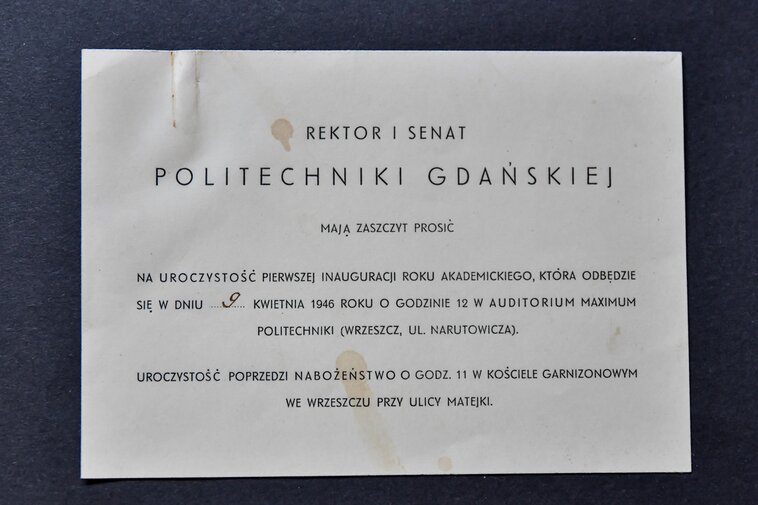 REKTOR I SENAT
POLITECHNIKI GDAŃSKIEJ
MAJĄ ZASZCZYT PROSIĆ
NA UROCZYSTOŚĆ PIERWSZEJ INAUGURACJI ROKU AKADEMICKIEGO, KTÓRA ODBĘDZIE
SIĘ W DNIU ....9.... KWIETNIA 1946 ROKU O GODZINIE 12 W AUDITORIUM MAXIMUM
POLITECHNIKI (WRZESZCZ, UL. NARUTOWICZA).
UROCZYSTOŚĆ POPRZEDZI NABOŻEŃSTWO O GODZ. 11 W KOŚCIELE GARNIZONOWYM
WE WRZESZCZU PRZY ULICY MATEJKI.